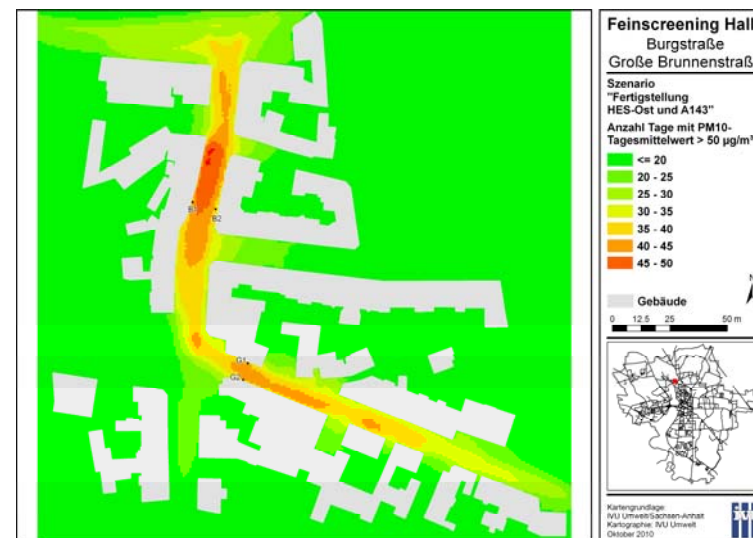 Feinscreening Hall
Burgstraße
Große Brunnenstraß
Szenario
"Fertigstellung
HES-Ost und A143"
Anzahl Tage mit PM10-
Tagesmittelwert > 50 µg/m³
<= 20
20 - 25
25 - 30
30 - 35
35 - 40
40 - 45
45 - 50
N
Gebäude
0 12.5 25 50 m
B2
G1
G2
Kartengrundlage:
IVU Umwelt/Sachsen-Anhalt
Kartographie: IVU Umwelt
Oktober 2010